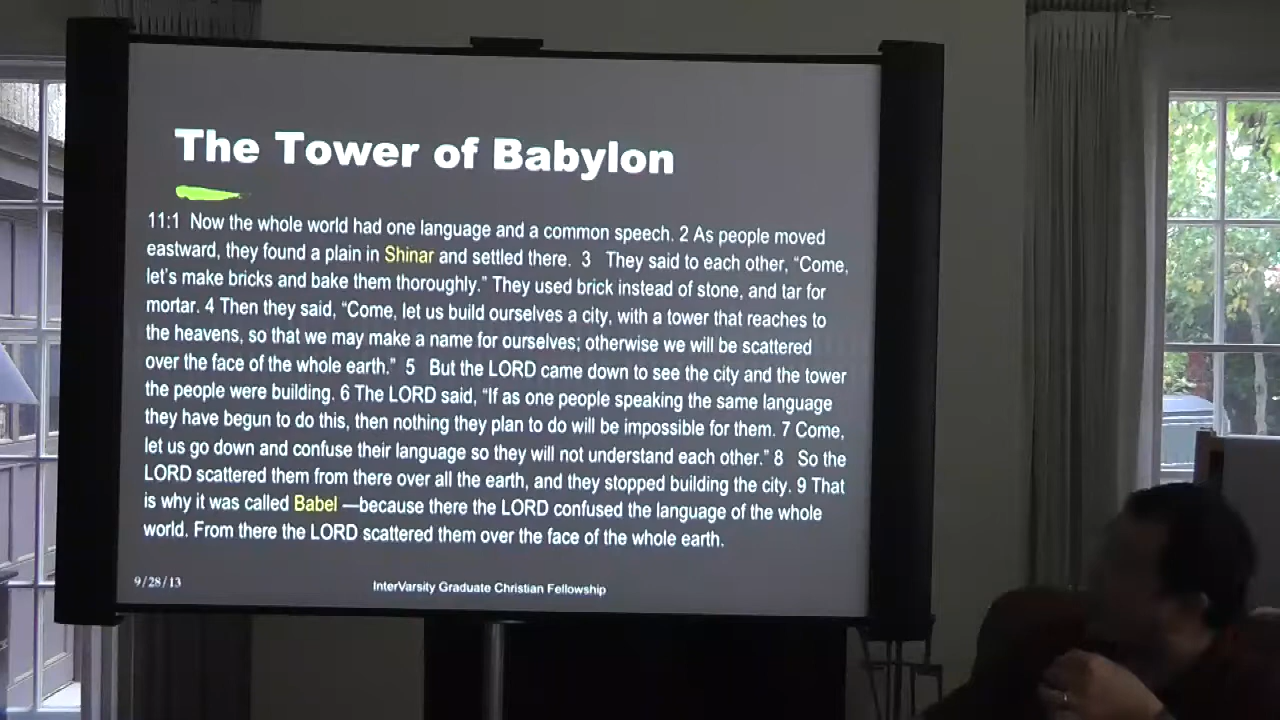 The Tower of Babylon
11:1 Now the whole world had one language and a common speech. 2 As people moved
eastward, they found a plain in Shinar and settled there. 3 They said to each other, “Come,
let’s make bricks and bake them thoroughly.” They used brick instead of stone, and tar for
mortar. 4 Then they said, “Come, let us build ourselves a city, with a tower that reaches to
the heavens, so that we may make a name for ourselves; otherwise we will be scattered
over the face of the whole earth.” 5 But the LORD came down to see the city and the tower
the people were building. 6 The LORD said, “If as one people speaking the same language
they have begun to do this, then nothing they plan to do will be impossible for them. 7 Come,
let us go down and confuse their language so they will not understand each other.” 8 So the
LORD scattered them from there over all the earth, and they stopped building the city. 9 That
is why it was called Babel —because there the LORD confused the language of the whole
world. From there the LORD scattered them over the face of the whole earth.
9/28/13
InterVarsity Graduate Christian Fellowship